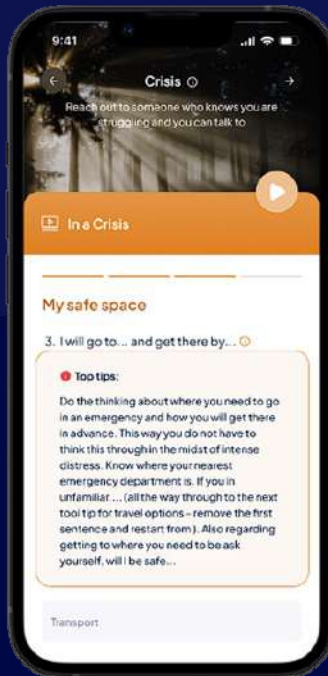 9:41
Crisis
Reach out to someone who knows you are
struggling and you can talk to
In a Crisis
My safe space
3. I will go to... and get there by...
Top tips:
Do the thinking about where you need to go
in an emergency and how you will get there
in advance. This way you do not have to
think this through in the midst of intense
distress. Know where your nearest
emergency department is. If you in
unfamiliar.... (all the way through to the next
tool tip for travel options – remove the first
sentence and restart from). Also regarding
getting to where you need to be ask
yourself, will I be safe...
Transport